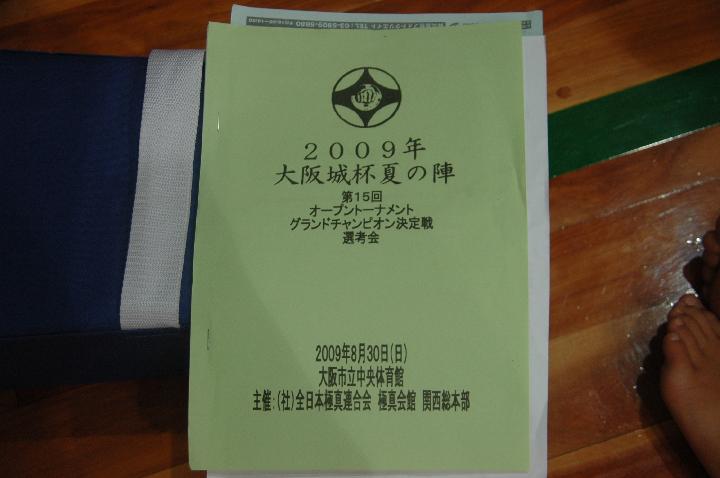 ２００９年
大阪城杯夏の陣
第１５回
オープントーナメント
グランドチャンピオン決定戦
選考会
2009年8月30日(日)
大阪市立中央体育館
主催:(社)全日本極真連合会 極真会館 関西総本部